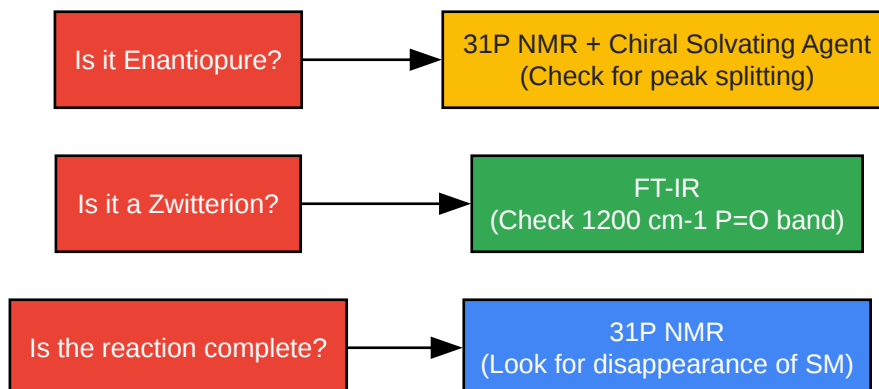 Is it Enantiopure?
31P NMR + Chiral Solvating Agent
(Check for peak splitting)
Is it a Zwitterion?
FT-IR
(Check 1200 cm-1 P=O band)
Is the reaction complete?
31P NMR
(Look for disappearance of SM)